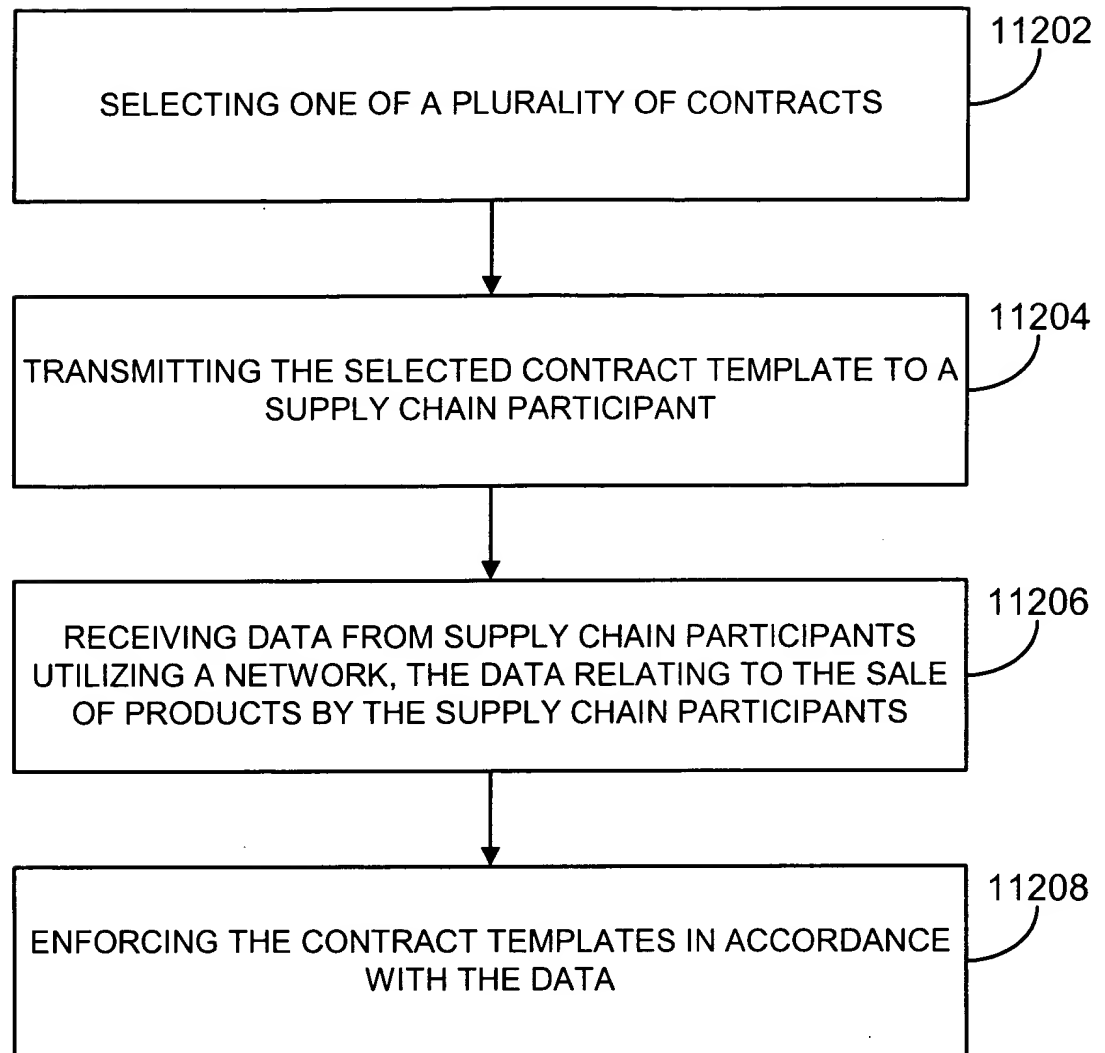 11202
SELECTING ONE OF A PLURALITY OF CONTRACTS
11204
TRANSMITTING THE SELECTED CONTRACT TEMPLATE TO A
SUPPLY CHAIN PARTICIPANT
11206
RECEIVING DATA FROM SUPPLY CHAIN PARTICIPANTS
UTILIZING A NETWORK, THE DATA RELATING TO THE SALE
OF PRODUCTS BY THE SUPPLY CHAIN PARTICIPANTS
11208
ENFORCING THE CONTRACT TEMPLATES IN ACCORDANCE
WITH THE DATA